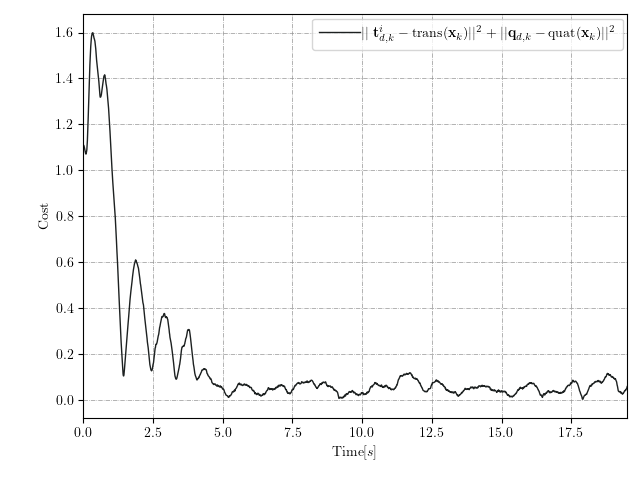 || t^i_{d,k} − trans(x_k)||^2 + ||q_{d,k} − quat(x_k)||^2
1.6
1.4
1.2
1.0
0.8
0.6
0.4
0.2
0.0
Cost
0.0 2.5 5.0 7.5 10.0 12.5 15.0 17.5
Time[s]